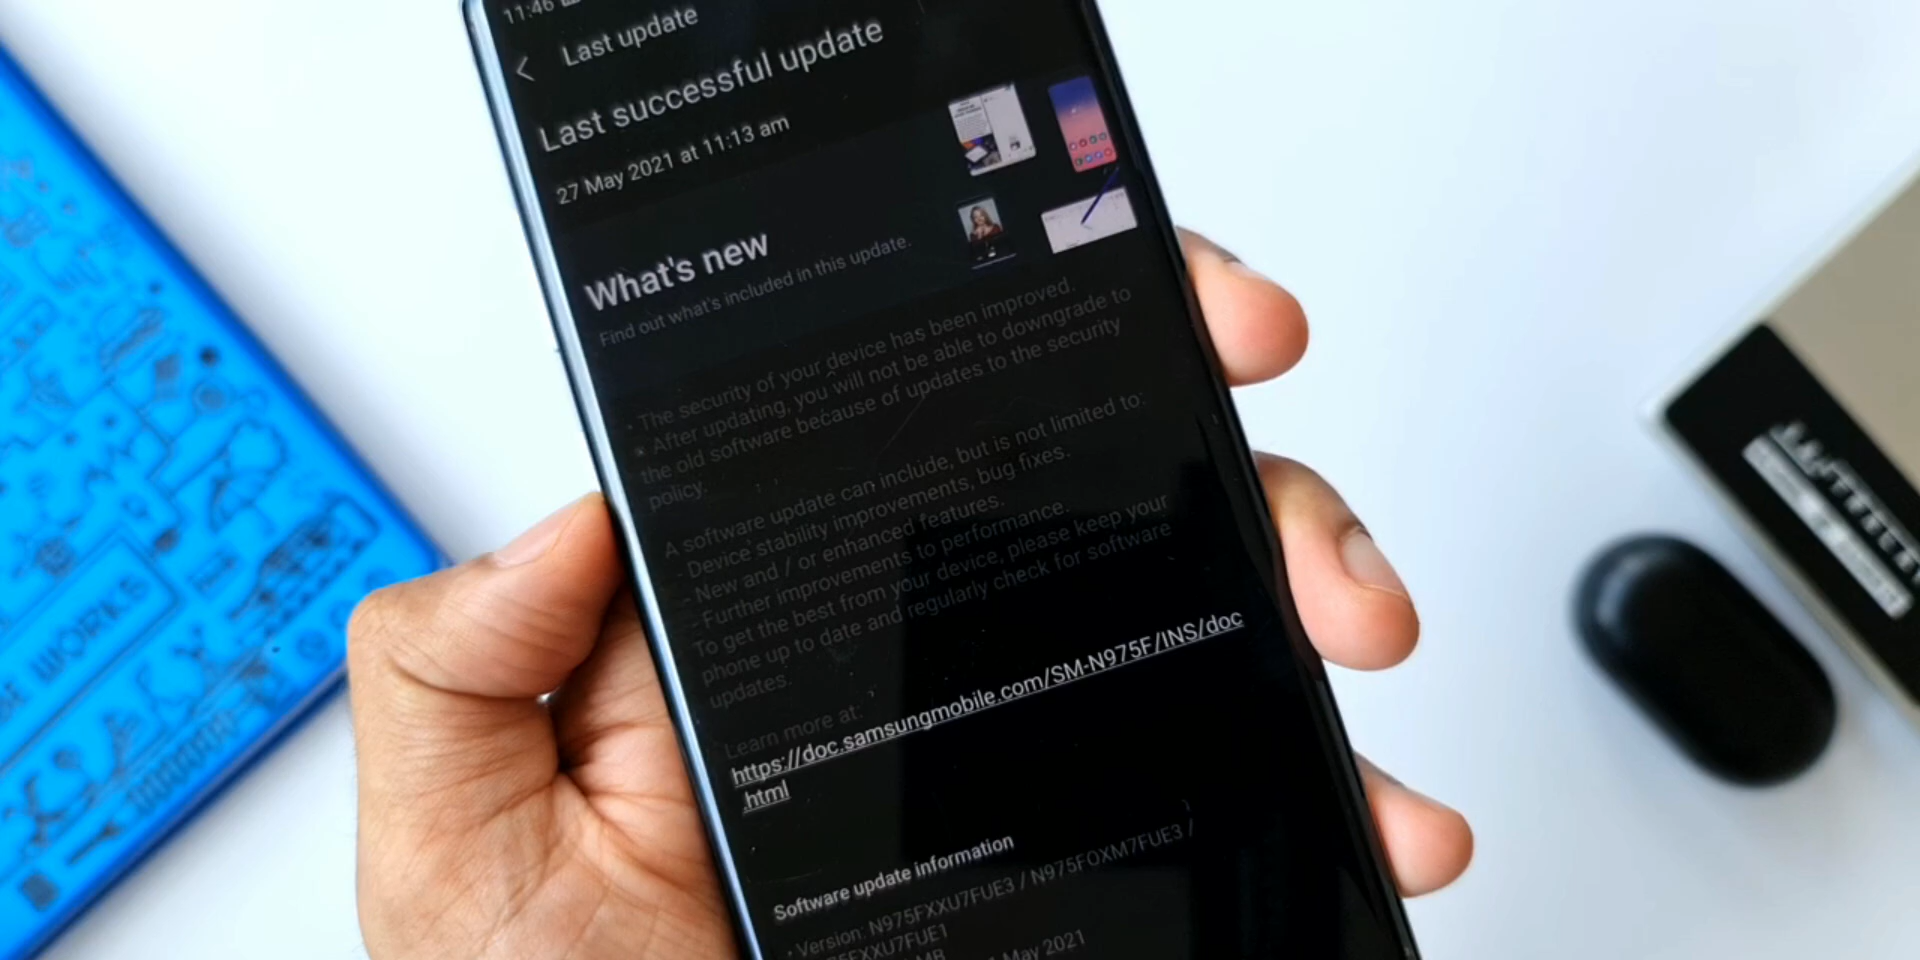 11:46
Last update
Last successful update
27 May 2021 at 11:13 am
What's new
Find out what's included in this update.
• The security of your device has been improved.
※ After updating, you will not be able to downgrade to
the old software because of updates to the security
policy.
A software update can include, but is not limited to:
- Device stability improvements, bug fixes.
- New and / or enhanced features.
- Further improvements to performance.
To get the best from your device, please keep your
phone up to date and regularly check for software
updates.
Learn more at:
https://doc.samsungmobile.com/SM-N975F/INS/doc
.html
Software update information
• Version: N975FXXU7FUE3 / N975FOXM7FUE3 /
XXU7FUE1
MB
May 2021
WORKS